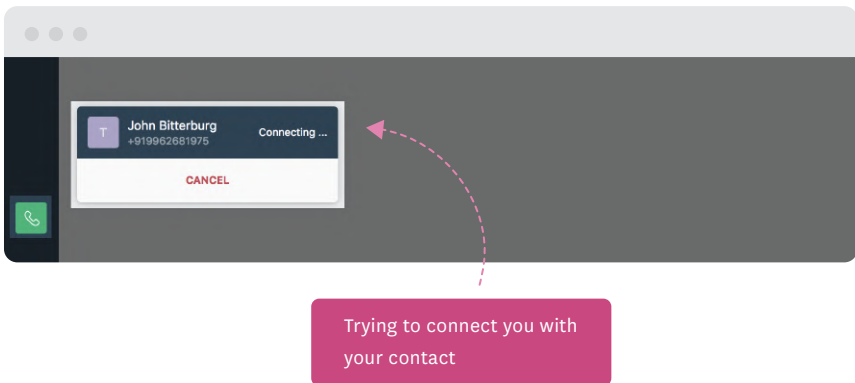 T
John Bitterburg
+919962681975
Connecting ...
CANCEL
Trying to connect you with
your contact